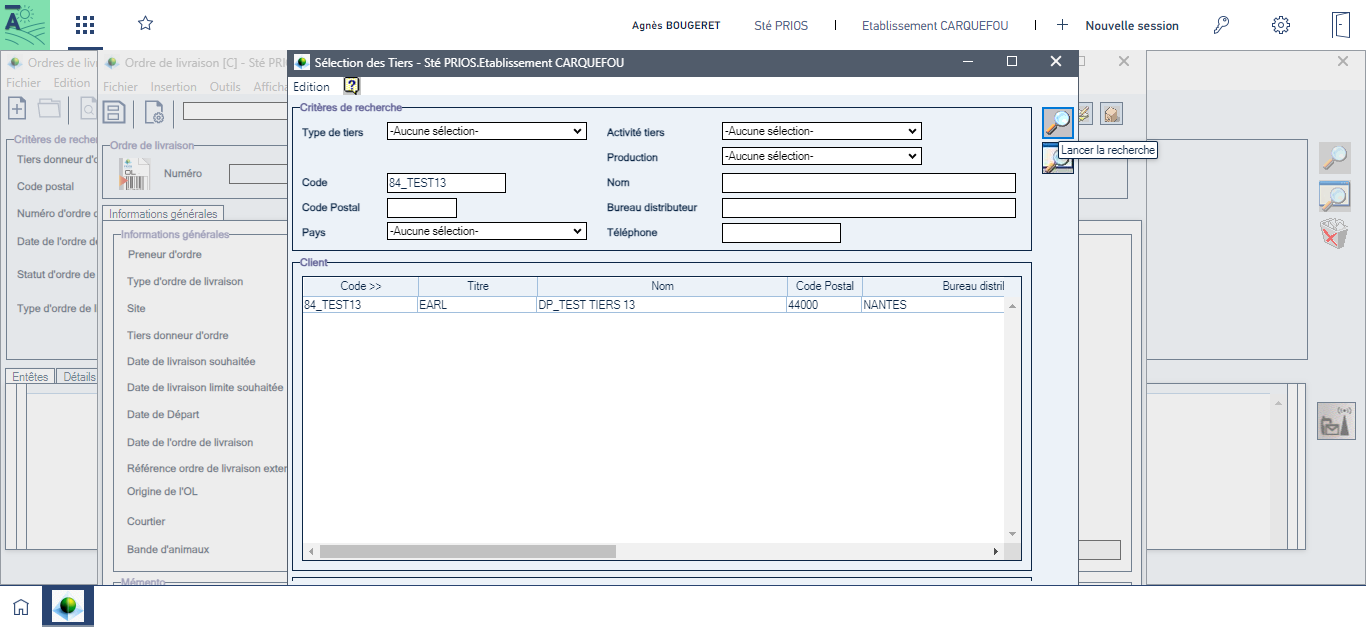 Agnès BOUGERET Sté PRIOS Etablissement CARQUEFOU Nouvelle session
Ordres de livr
Fichier Edition
Critères de recher
Tiers donneur d'o
Code postal
Numéro d'ordre d
Date de l'ordre de
Statut d'ordre de
Type d'ordre de l
Entêtes Détails
Ordre de livraison [C] - Sté PRI
Fichier Insertion Outils Afficha
Ordre de livraison
OL
Numéro
Informations générales
Informations générales
Preneur d'ordre
Type d'ordre de livraison
Site
Tiers donneur d'ordre
Date de livraison souhaitée
Date de livraison limite souhaitée
Date de Départ
Date de l'ordre de livraison
Référence ordre de livraison exter
Origine de l'OL
Courtier
Bande d'animaux
Mémento
Sélection des Tiers - Sté PRIOS.Etablissement CARQUEFOU
Edition
Critères de recherche
Type de tiers -Aucune sélection- Activité tiers -Aucune sélection-
Production -Aucune sélection-
Code 84_TEST13 Nom
Code Postal Bureau distributeur
Pays -Aucune sélection- Téléphone
Lancer la recherche
Client
Code >> Titre Nom Code Postal Bureau distril
84_TEST13 EARL DP_TEST TIERS 13 44000 NANTES